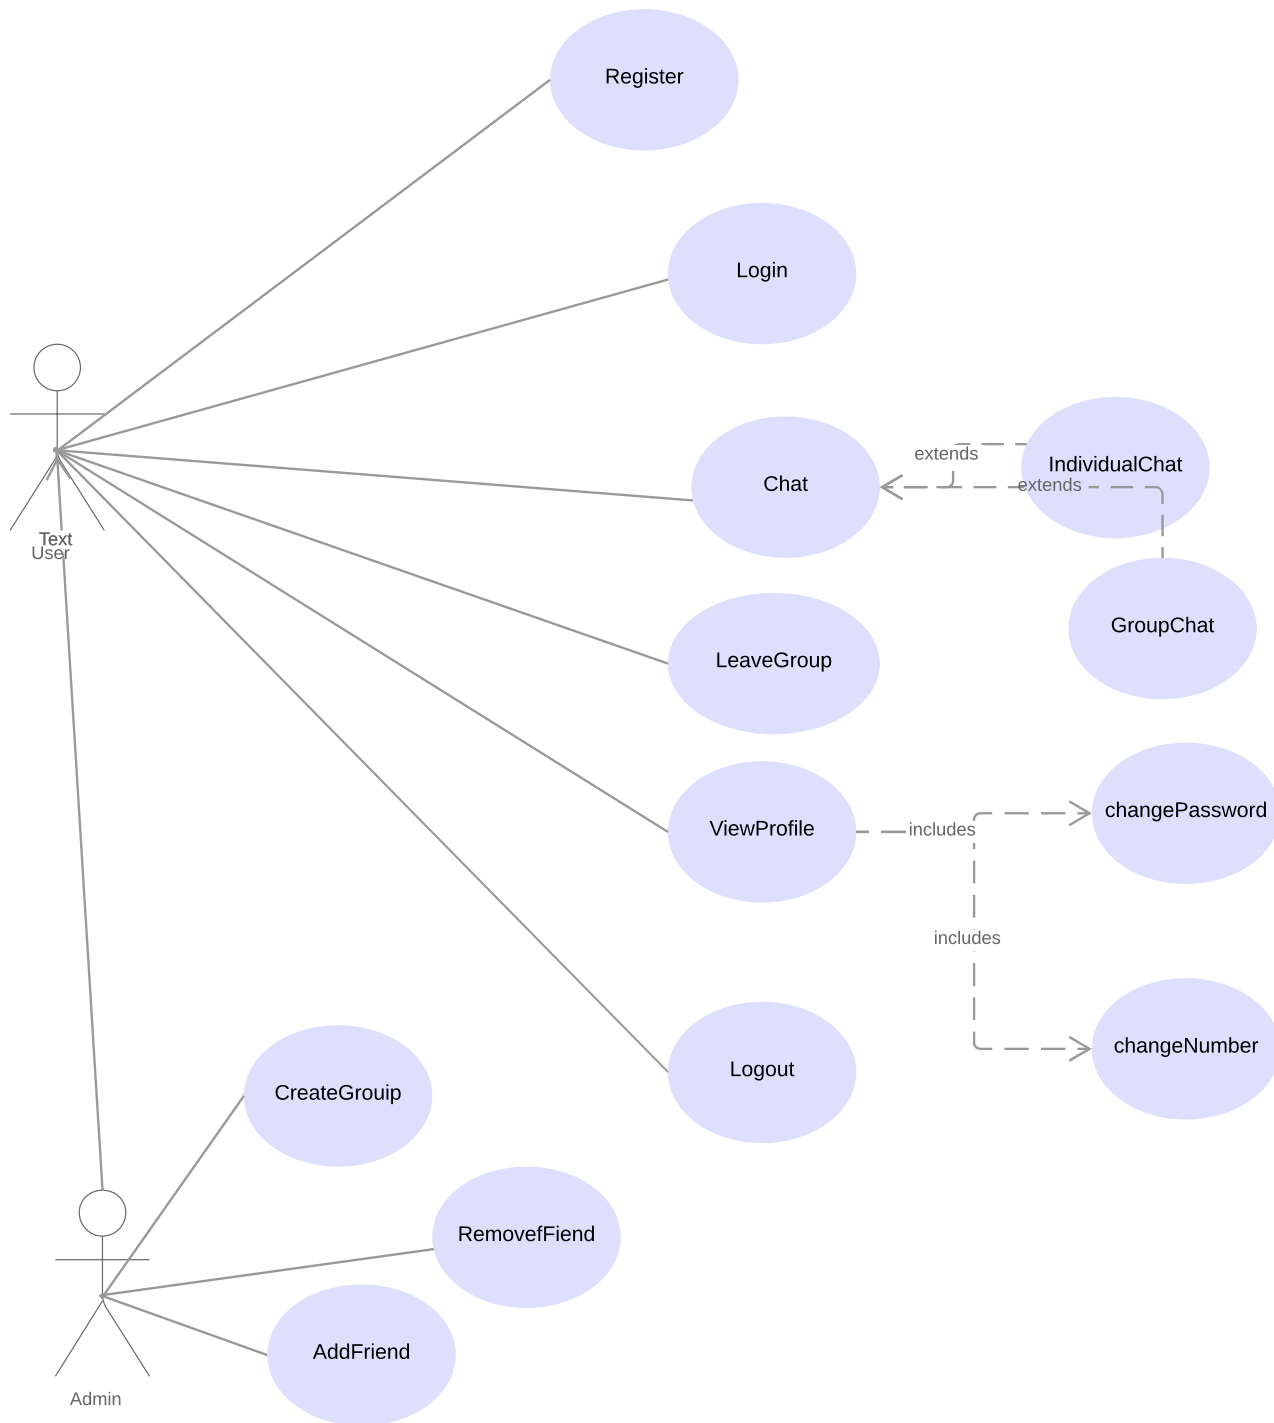 Register
Login
Chat
extends
IndividualChat
extends
Text
User
GroupChat
LeaveGroup
ViewProfile
includes
changePassword
includes
changeNumber
Logout
CreateGrouip
RemovefFiend
AddFriend
Admin